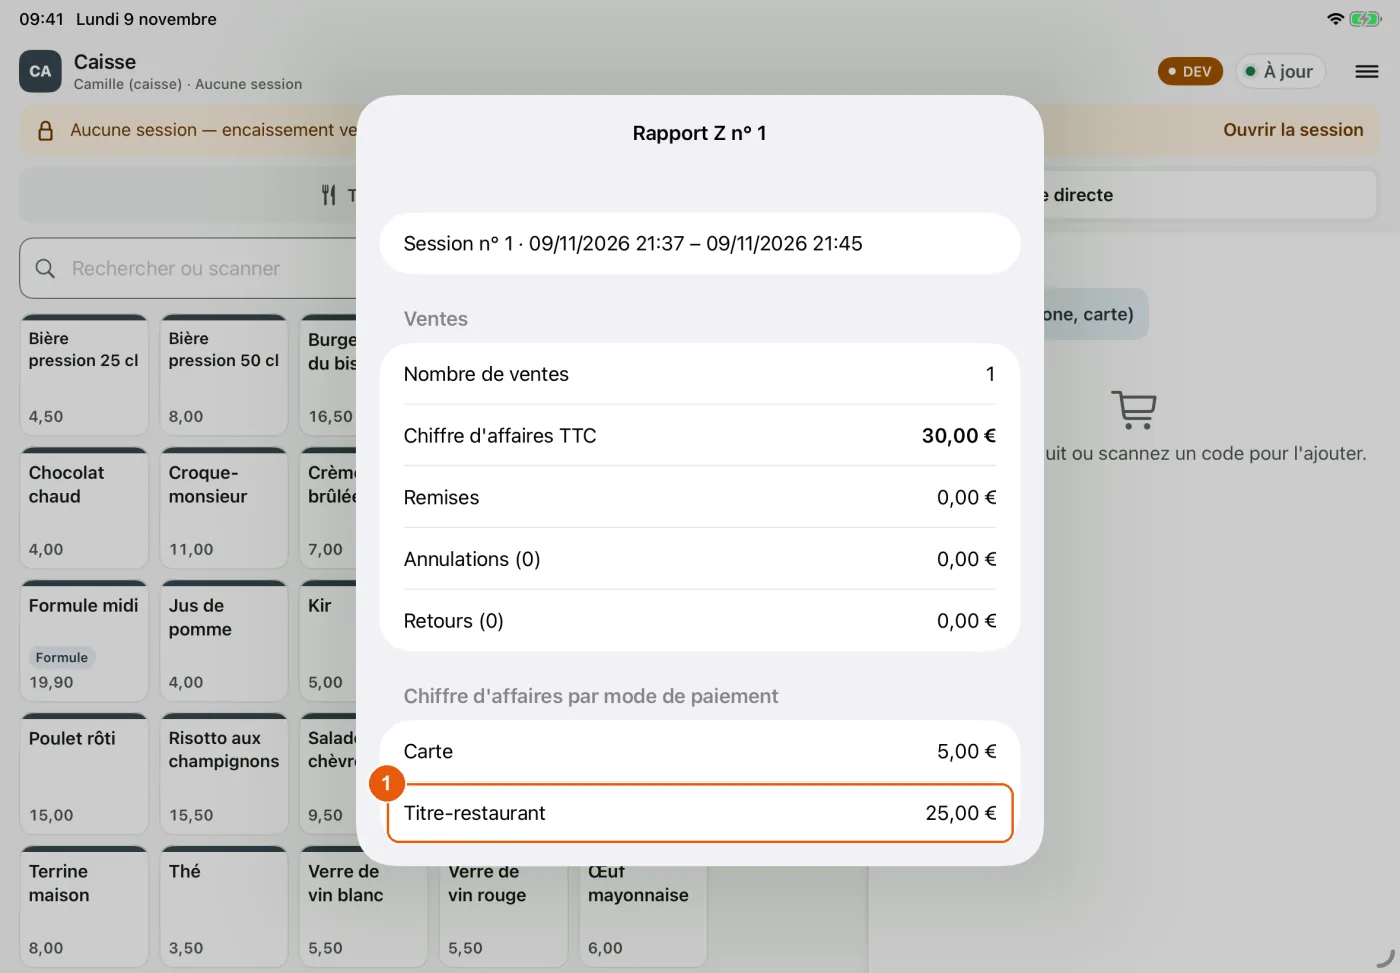 09:41 Lundi 9 novembre
CA
Caisse
Camille (caisse) · Aucune session
DEV
À jour
Aucune session — encaissement
Ouvrir la session
directe
Rechercher ou scanner
Rapport Z n° 1
Session n° 1 · 09/11/2026 21:37 – 09/11/2026 21:45
Ventes
Nombre de ventes 1
Chiffre d'affaires TTC 30,00 €
Remises 0,00 €
Annulations (0) 0,00 €
Retours (0) 0,00 €
Chiffre d'affaires par mode de paiement
Carte 5,00 €
1
Titre-restaurant 25,00 €
carte)
ou scannez un code pour l'ajouter.
Bière
pression 25 cl
4,50
Bière
pression 50 cl
8,00
du
16,50
Chocolat
chaud
4,00
Croque-
monsieur
11,00
7,00
Formule midi
Formule
19,90
Jus de
pomme
4,00
Kir
5,00
Poulet rôti
15,00
Risotto aux
champignons
15,50
9,50
Terrine
maison
8,00
Thé
3,50
Verre de
vin blanc
5,50
Verre de
vin rouge
5,50
Œuf
mayonnaise
6,00